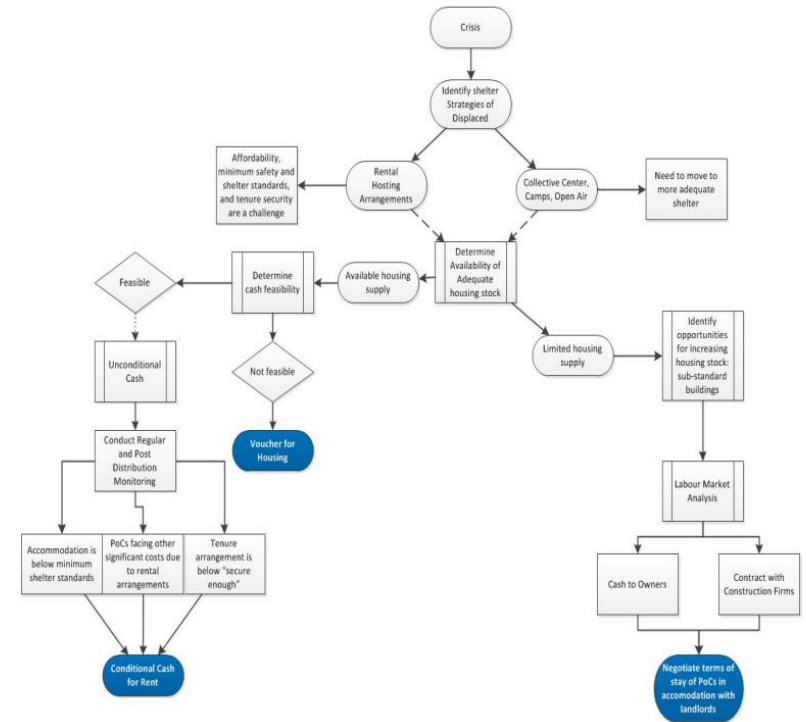 Crisis
Identify shelter
Strategies of
Displaced
Affordability,
minimum safety and
shelter standards,
and tenure security
are a challenge
Rental
Hosting
Arrangements
Collective Center,
Camps, Open Air
Need to move to
more adequate
shelter
Feasible
Determine
cash feasibility
Available housing
supply
Determine
Availability of
Adequate
housing stock
Limited housing
supply
Identify
opportunities
for increasing
housing stock:
sub-standard
buildings
Unconditional
Cash
Not feasible
Voucher for
Housing
Conduct Regular
and Post
Distribution
Monitoring
Labour Market
Analysis
Accommodation is
below minimum
shelter standards
PoCs facing other
significant costs due
to rental
arrangements
Tenure
arrangement is
below "secure
enough"
Cash to Owners
Contract with
Construction Firms
Conditional Cash
for Rent
Negotiate terms of
stay of PoCs in
accomodation with
landlords